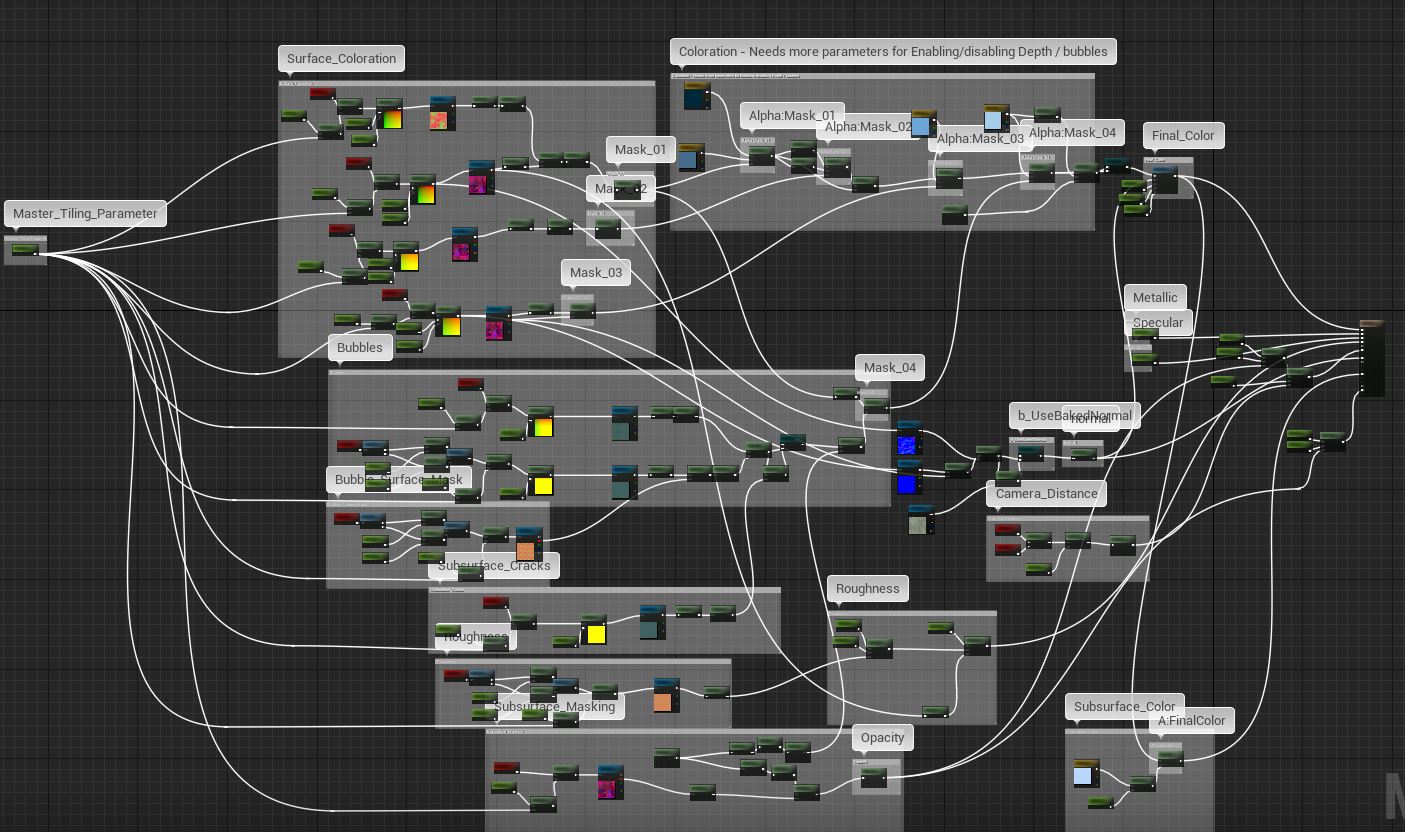 Surface_Coloration
Coloration - Needs more parameters for Enabling/disabling Depth / bubbles
Alpha:Mask_01
Alpha:Mask_02
Alpha:Mask_03
Alpha:Mask_04
Final_Color
Mask_01
Master_Tiling_Parameter
Mask_03
Metallic
Specular
Bubbles
Mask_04
b_UseBakedNormal
normal
Bubble_Surface_Mask
Camera_Distance
Subsurface_Cracks
Roughness
Roughness
Subsurface_Masking
Subsurface_Color
A:FinalColor
Opacity